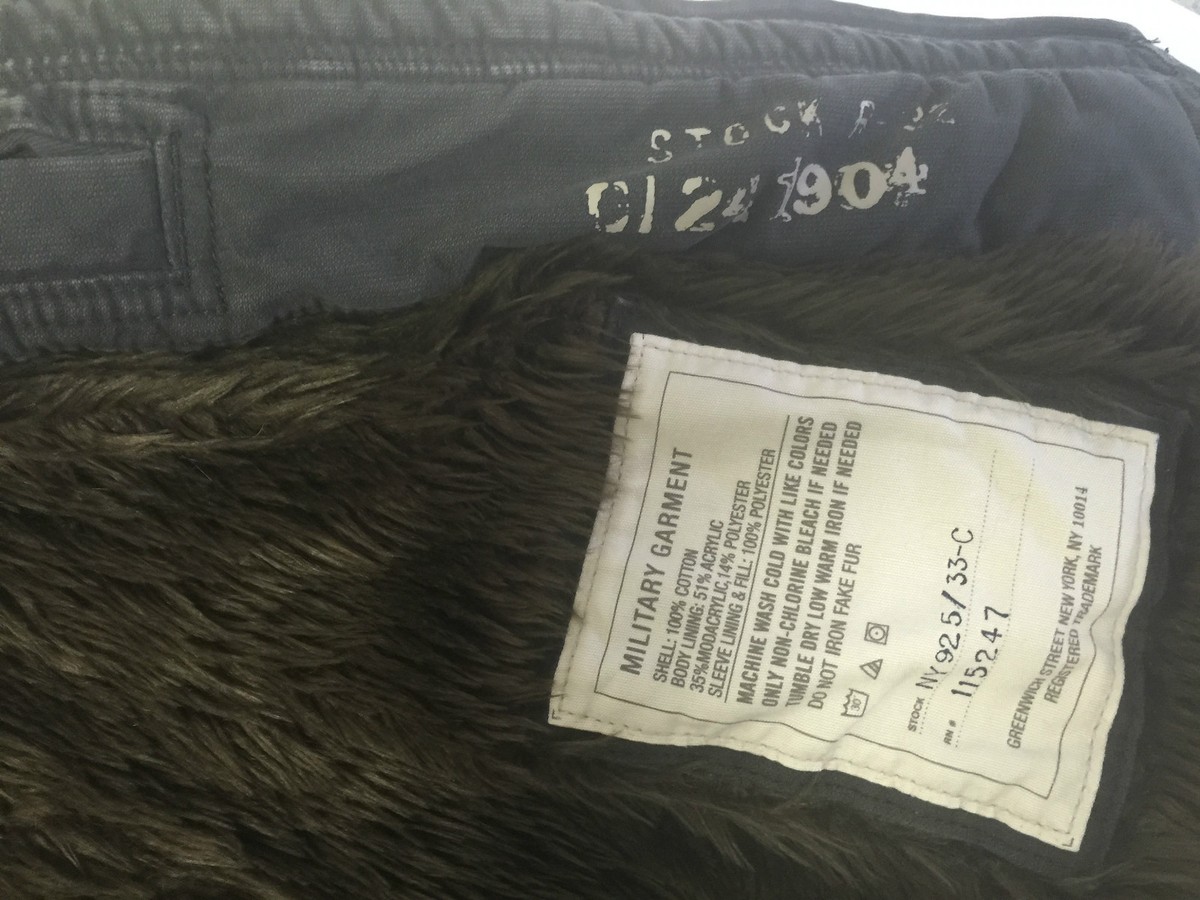 STOCK
MILITARY GARMENT
SHELL: 100% COTTON
BODY LINING: 51% ACRYLIC
35%MODACRYLIC,14% POLYESTER
SLEEVE LINING & FILL: 100% POLYESTER
MACHINE WASH COLD WITH LIKE COLORS
ONLY NON-CHLORINE BLEACH IF NEEDED
TUMBLE DRY LOW WARM IRON IF NEEDED
DO NOT IRON FAKE FUR
30°
STOCK NY925/33-C
RN # 115247
GREENWICH STREET NEW YORK, NY 10014
REGISTERED TRADEMARK